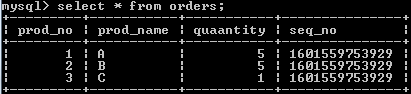 mysql> select * from orders;
+---------+-----------+-----------+---------------+
| prod_no | prod_name | quaantity | seq_no        |
+---------+-----------+-----------+---------------+
|       1 | A         |         5 | 1601559753929 |
|       2 | B         |         5 | 1601559753929 |
|       3 | C         |         1 | 1601559753929 |
+---------+-----------+-----------+---------------+